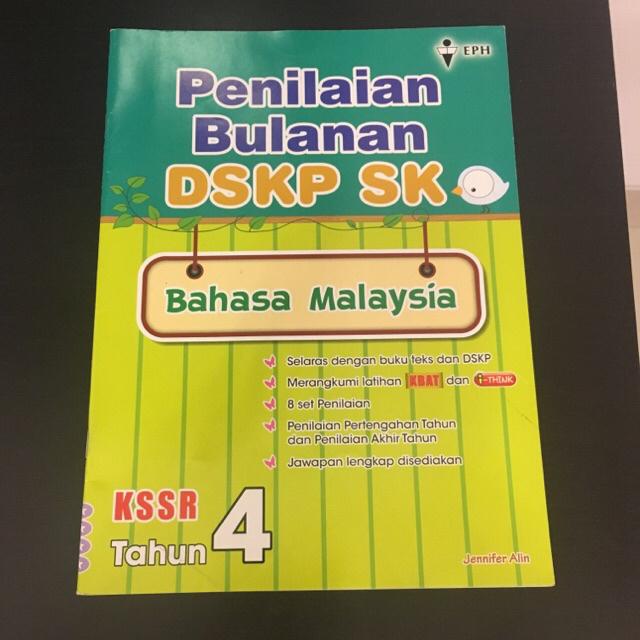 EPH
Penilaian
Bulanan
DSKP SK
Bahasa Malaysia
Selaras dengan buku teks dan DSKP
Merangkumi latihan KBAT dan i-THINK
8 set Penilaian
Penilaian Pertengahan Tahun
dan Penilaian Akhir Tahun
Jawapan lengkap disediakan
KSSR
Tahun 4
Jennifer Alin